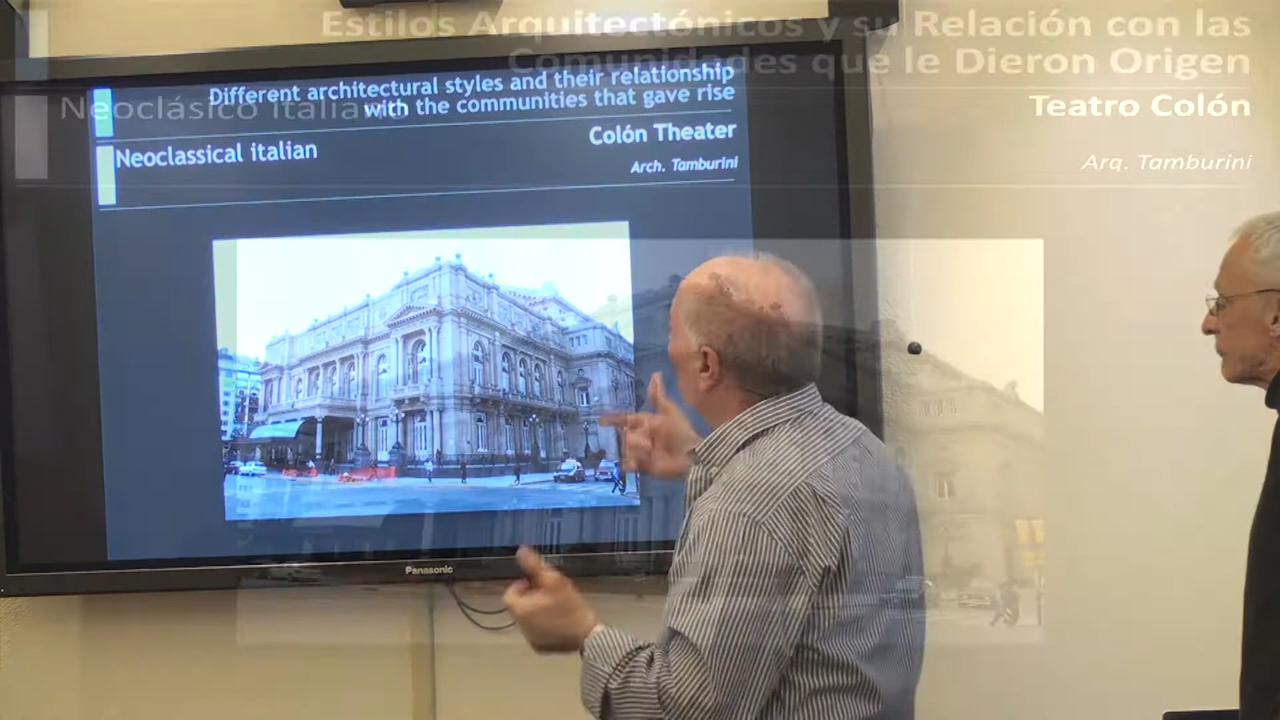 Estilos Arquitectónicos y su Relación con las
Comunidades que le Dieron Origen
Neoclásico Italiano
Teatro Colón
Arq. Tamburini
Different architectural styles and their relationship
with the communities that gave rise
Neoclassical italian
Colón Theater
Arch. Tamburini
Panasonic